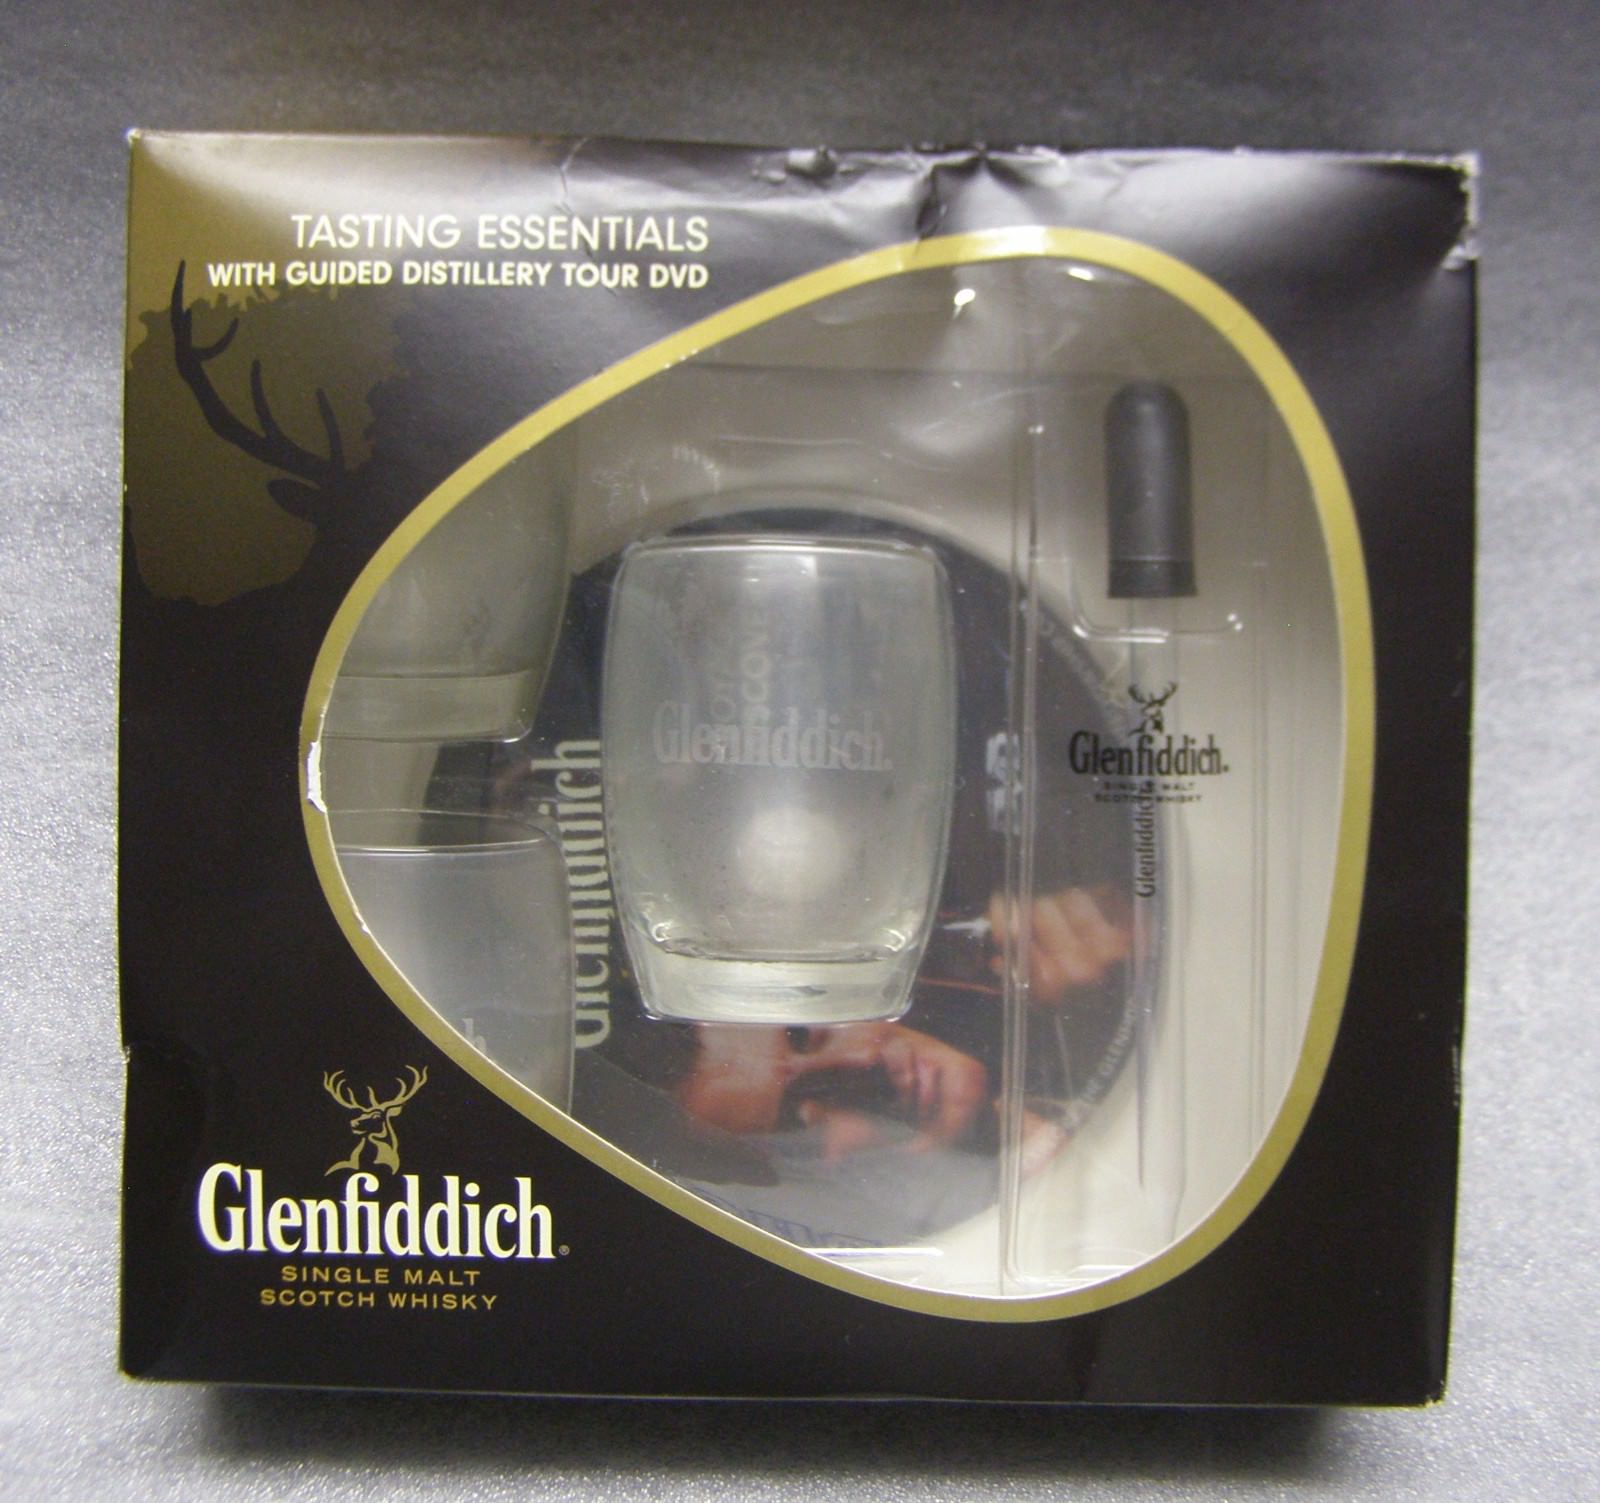 TASTING ESSENTIALS
WITH GUIDED DISTILLERY TOUR DVD
Glenfiddich.
Glenfiddich
Glenfiddich.
SINGLE MALT
SCOTCH WHISKY
Glenfiddich
Glenfiddich®
SINGLE MALT
SCOTCH WHISKY